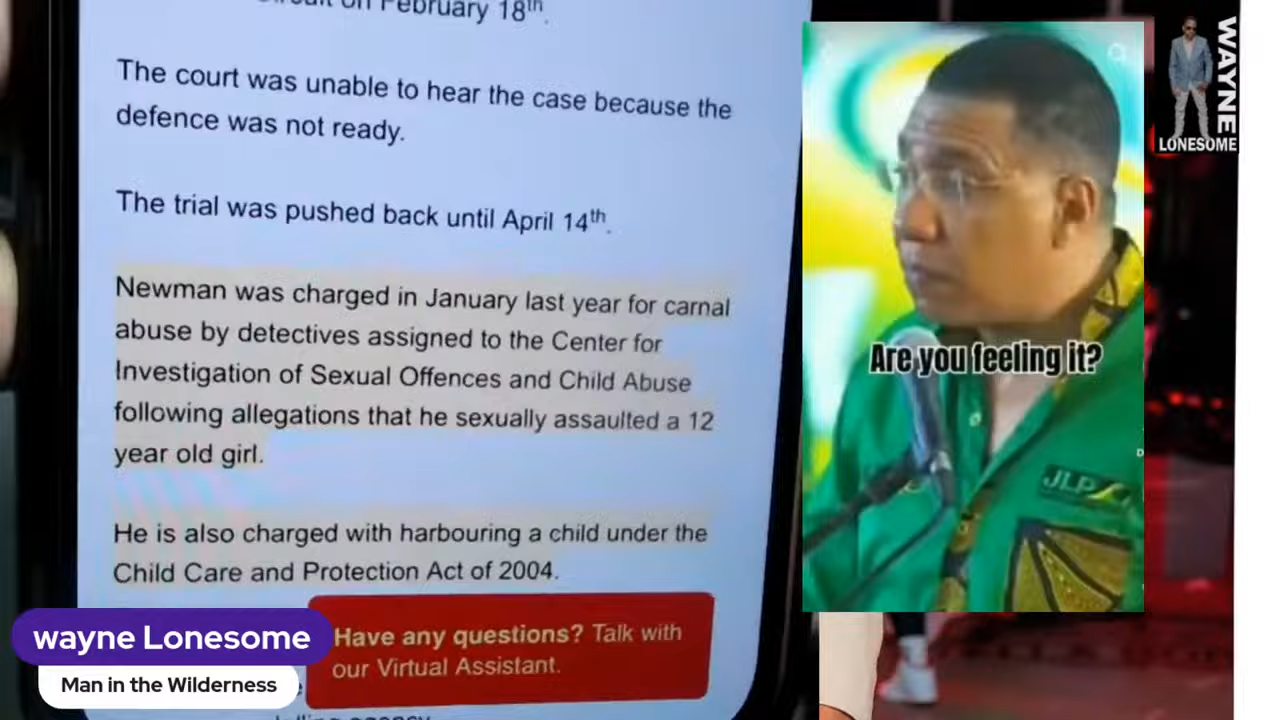 on February 18th.
The court was unable to hear the case because the
defence was not ready.
The trial was pushed back until April 14th.
Newman was charged in January last year for carnal
abuse by detectives assigned to the Center for
Investigation of Sexual Offences and Child Abuse
following allegations that he sexually assaulted a 12
year old girl.
He is also charged with harbouring a child under the
Child Care and Protection Act of 2004.
Have any questions? Talk with
our Virtual Assistant.
wayne Lonesome
Man in the Wilderness
Are you feeling it?
JLP
WAYNE
LONESOME